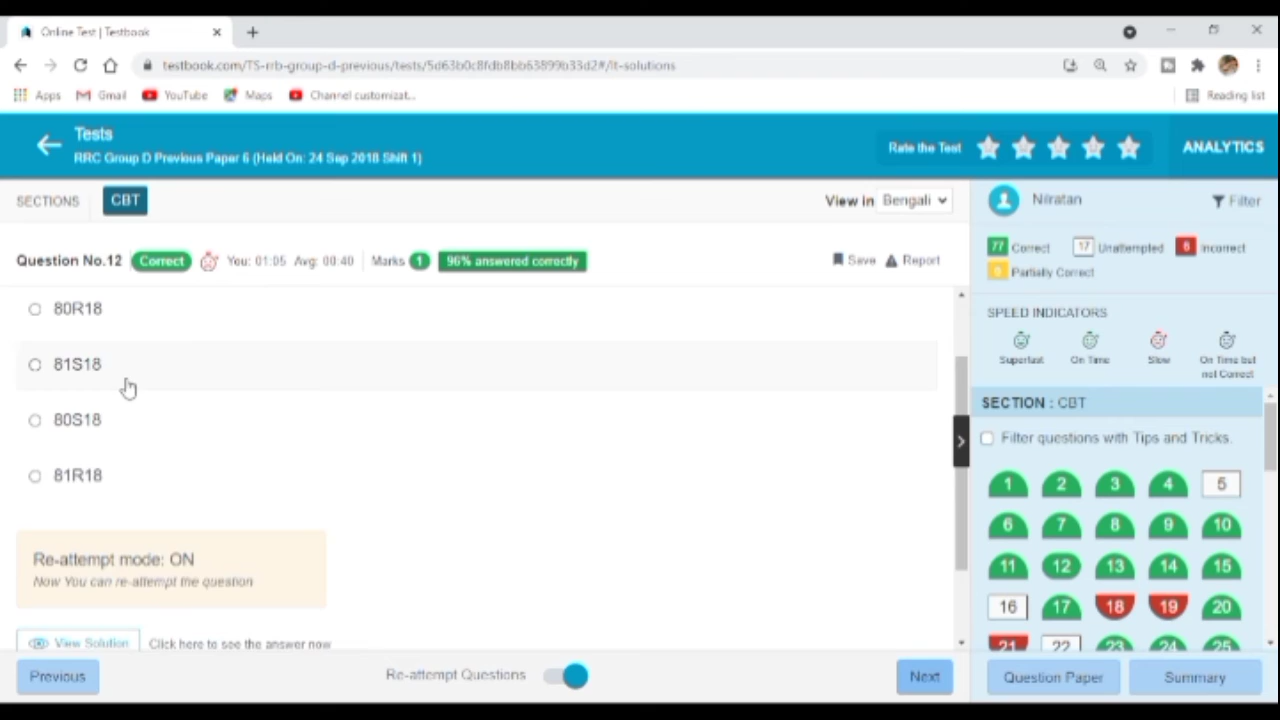 Online Test | Testbook
testbook.com/TS-rrb-group-d-previous/tests/5d63b0c8fdb8bb63899b33d2#/lt-solutions
Apps Gmail YouTube Maps Channel customizat.. Reading list
Tests
RRC Group D Previous Paper 6 (Held On: 24 Sep 2018 Shift 1)
Rate the Test
ANALYTICS
SECTIONS CBT View in Bengali
Nilratan Filter
Question No.12 Correct You: 01:05 Avg: 00:40 Marks 1 96% answered correctly Save Report
77 Correct 17 Unattempted 6 Incorrect
0 Partially Correct
80R18
81S18
80S18
81R18
Re-attempt mode: ON
Now You can re-attempt the question
View Solution Click here to see the answer now
SPEED INDICATORS
Superfast On Time Slow On Time but
not Correct
SECTION : CBT
Filter questions with Tips and Tricks.
1 2 3 4 5
6 7 8 9 10
11 12 13 14 15
16 17 18 19 20
21 22 23 24 25
Previous Re-attempt Questions Next Question Paper Summary